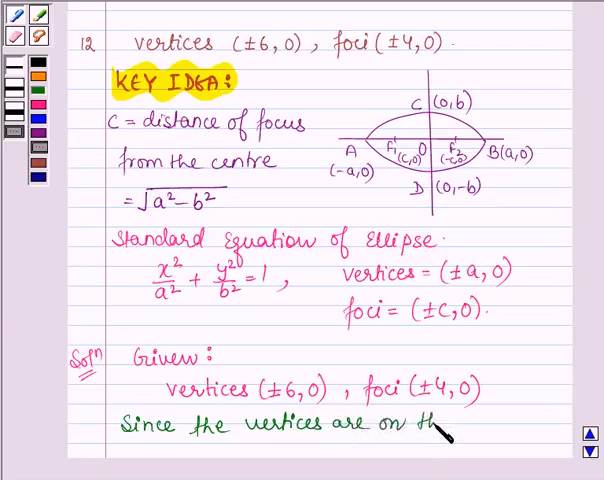 12 vertices (±6, 0) , foci (±4, 0) .
KEY IDEA:
C = distance of focus
from the centre
= √a² − b²
C (0, b)
A
(−a, 0)
F₁
(C, 0)
O
F₂
(−c, 0)
B(a, 0)
D (0, −b)
Standard Equation of Ellipse.
x²/a² + y²/b² = 1 , vertices = (±a, 0)
foci = (±C, 0).
Solⁿ Given:
vertices (±6, 0) , foci (±4, 0)
Since the vertices are on th